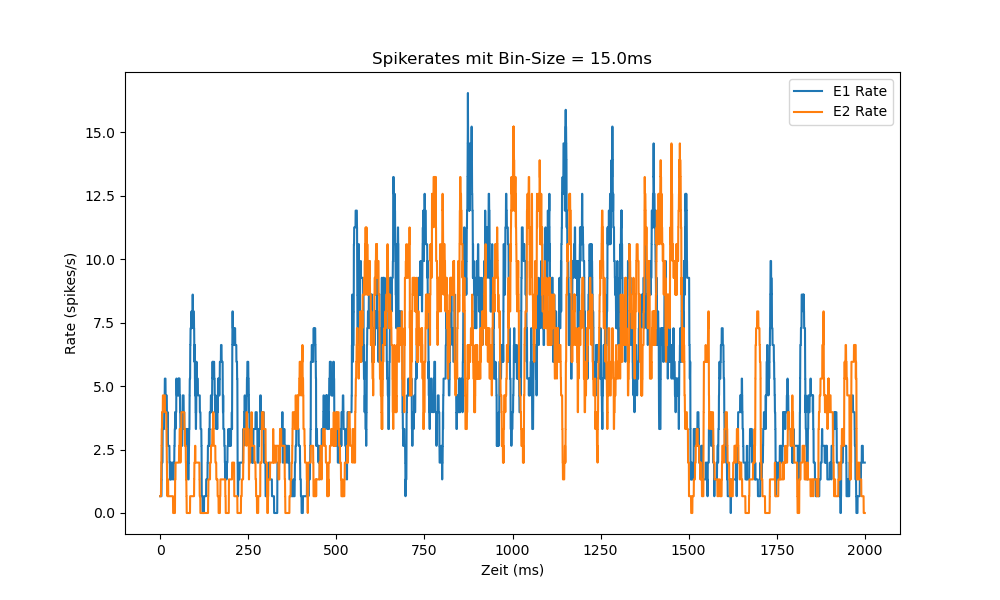 Spikerates mit Bin-Size = 15.0ms
E1 Rate
E2 Rate
Rate (spikes/s)
15.0
12.5
10.0
7.5
5.0
2.5
0.0
0 250 500 750 1000 1250 1500 1750 2000
Zeit (ms)